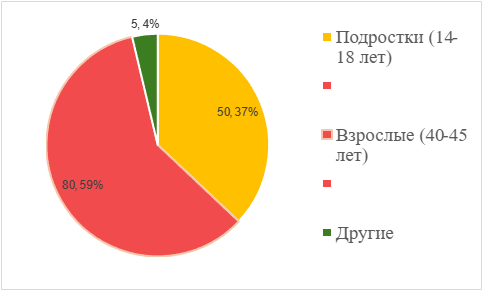 5, 4%
50, 37%
80, 59%
Подростки (14-
18 лет)
Взрослые (40-45
лет)
Другие